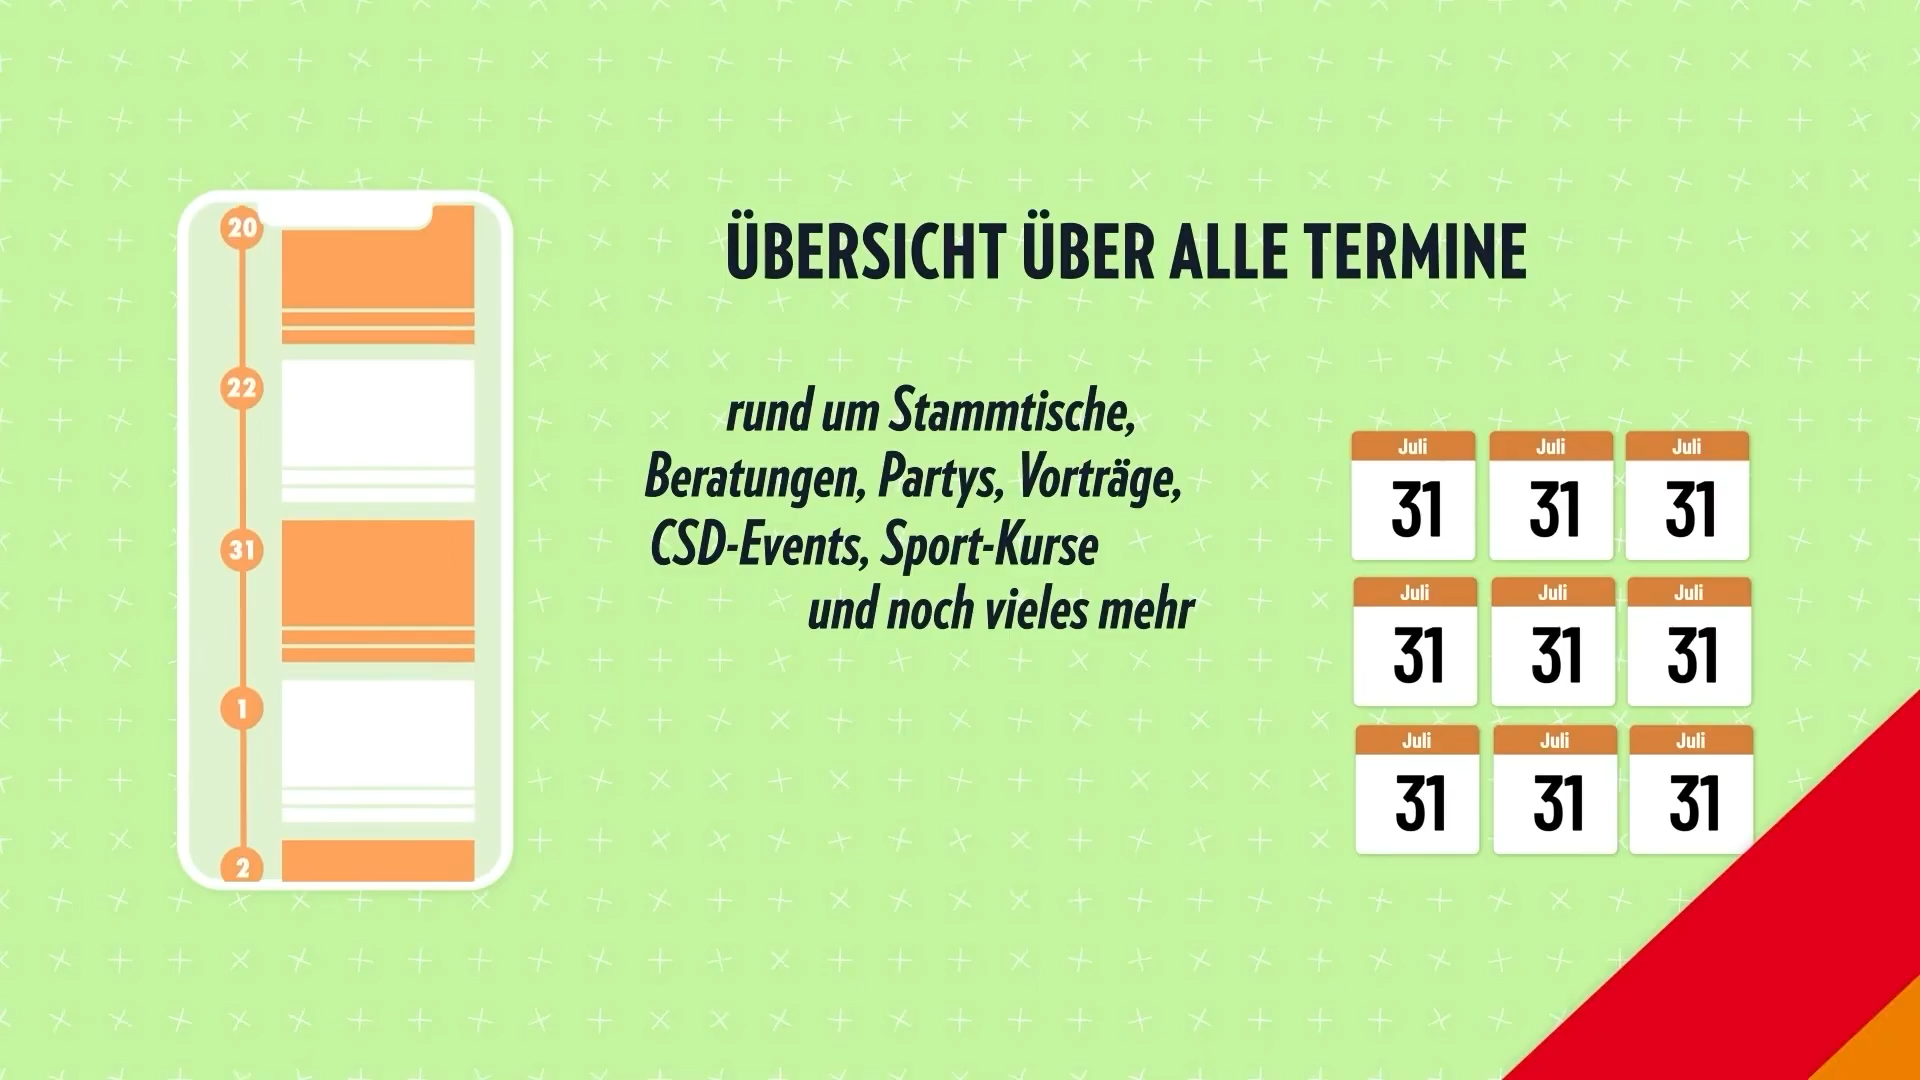 ÜBERSICHT ÜBER ALLE TERMINE
rund um Stammtische,
Beratungen, Partys, Vorträge,
CSD-Events, Sport-Kurse
und noch vieles mehr
20
22
31
1
2
Juli Juli Juli
31 31 31
Juli Juli Juli
31 31 31
Juli Juli Juli
31 31 31